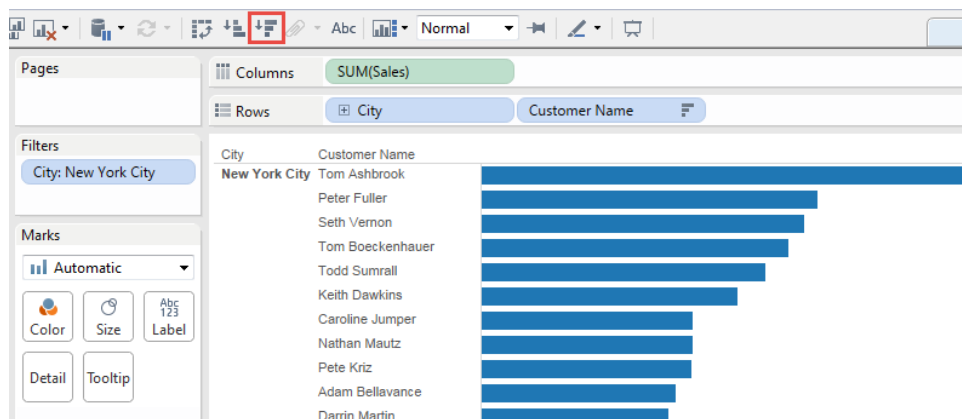 Abc Normal
Pages
Columns SUM(Sales)
Rows City Customer Name
Filters
City: New York City
City Customer Name
New York City Tom Ashbrook
Peter Fuller
Seth Vernon
Tom Boeckenhauer
Todd Sumrall
Keith Dawkins
Caroline Jumper
Nathan Mautz
Pete Kriz
Adam Bellavance
Darrin Martin
Marks
Automatic
Abc
123
Color Size Label
Detail Tooltip